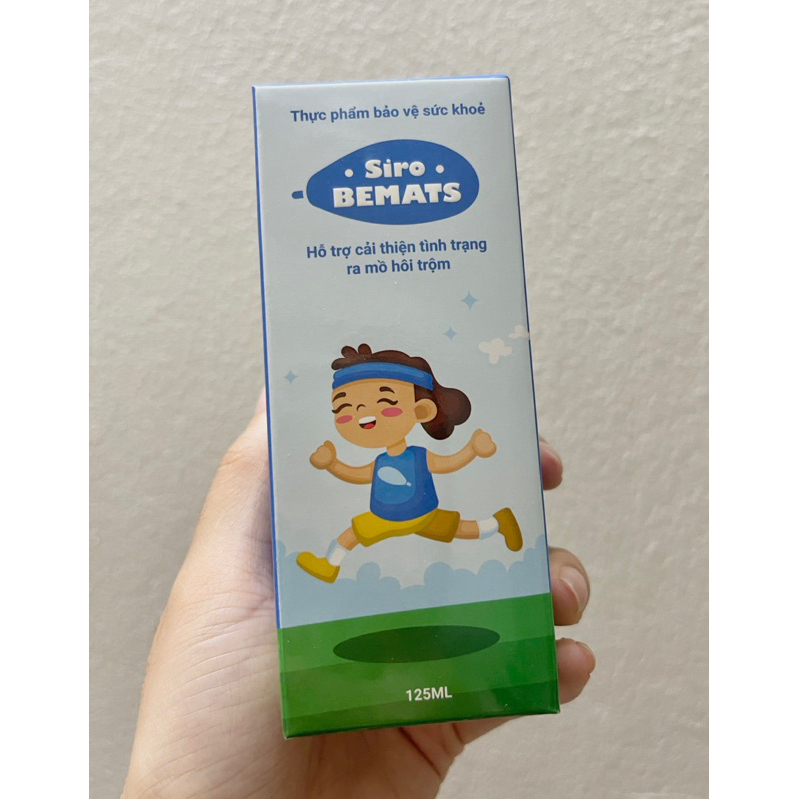 Thực phẩm bảo vệ sức khoẻ
Siro
BEMATS
Hỗ trợ cải thiện tình trạng
ra mồ hôi trộm
125ML